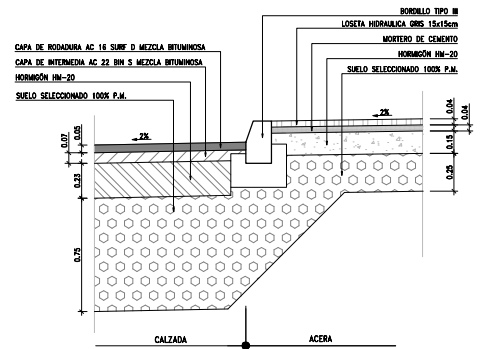 BORDILLO TIPO III
LOSETA HIDRAULICA GRIS 15x15cm
MORTERO DE CEMENTO
HORMIGÓN HM-20
SUELO SELECCIONADO 100% P.M.
CAPA DE RODADURA AC 16 SURF D MEZCLA BITUMINOSA
CAPA DE INTERMEDIA AC 22 BIN S MEZCLA BITUMINOSA
HORMIGÓN HM-20
SUELO SELECCIONADO 100% P.M.
2%
2%
0.04
0.04
0.15
0.25
0.05
0.07
0.23
0.75
CALZADA
ACERA